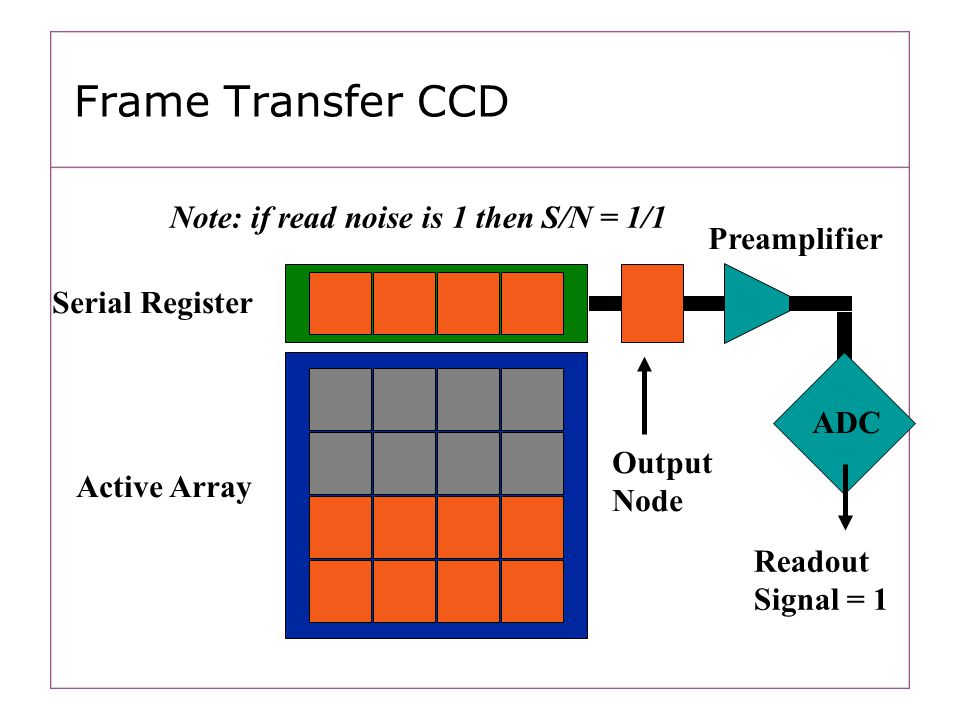 Frame Transfer CCD
Note: if read noise is 1 then S/N = 1/1
Preamplifier
Serial Register
ADC
Output
Node
Active Array
Readout
Signal = 1